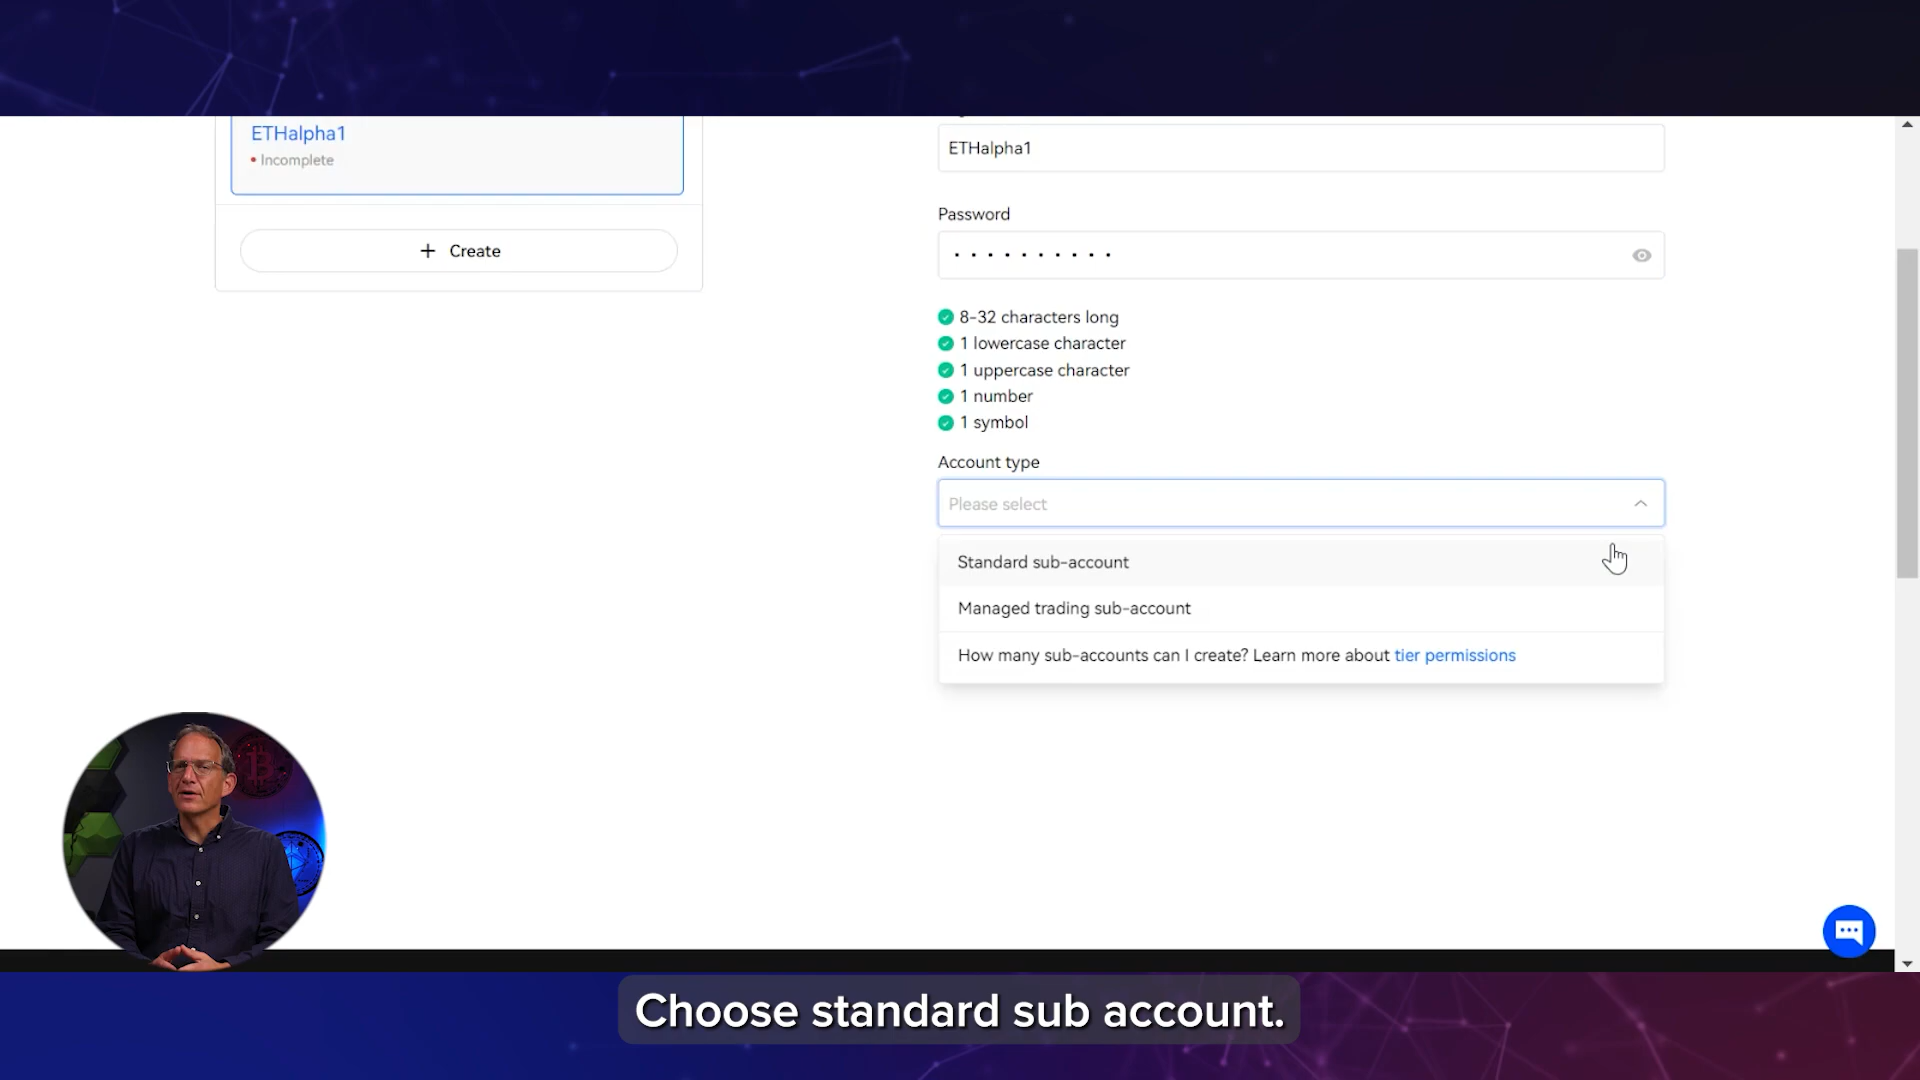 ETHalpha1
• Incomplete
+ Create
ETHalpha1
Password
8-32 characters long
1 lowercase character
1 uppercase character
1 number
1 symbol
Account type
Please select
Standard sub-account
Managed trading sub-account
How many sub-accounts can I create? Learn more about tier permissions
Choose standard sub account.